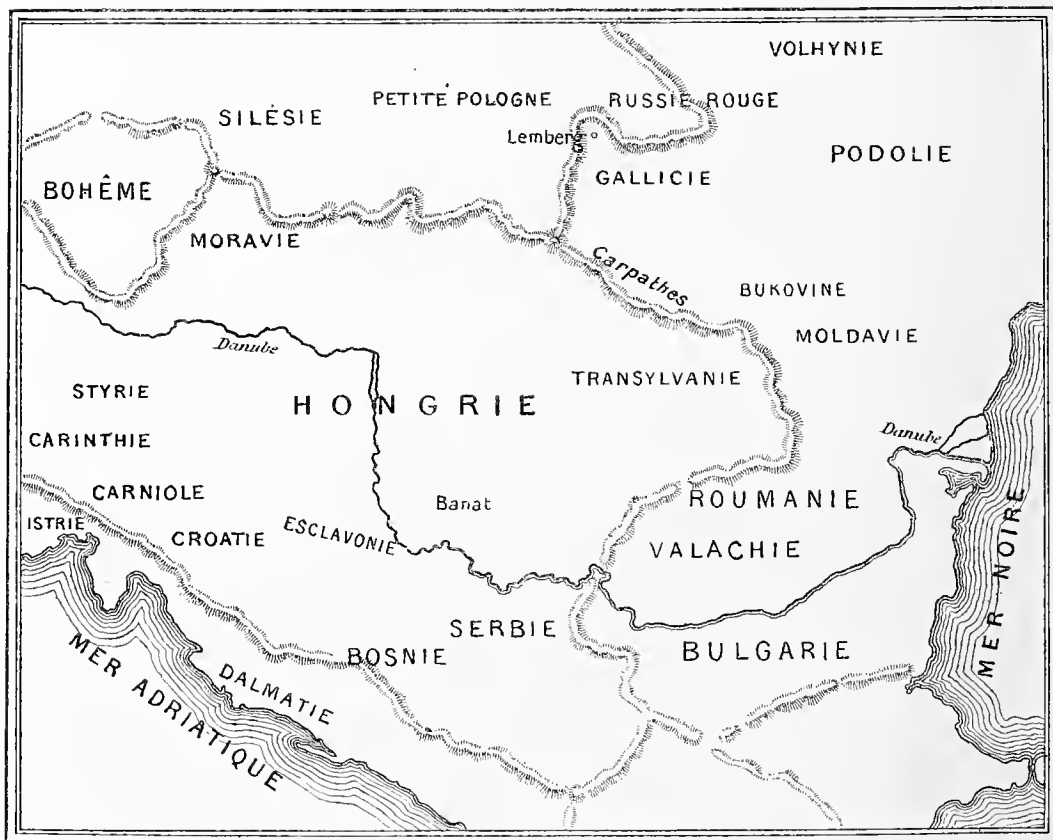 VOLHYNIE
PETITE POLOGNE
RUSSIE ROUGE
SILÉSIE
Lemberg
PODOLIE
GALLICIE
BOHÊME
MORAVIE
Carpathes
BUKOVINE
MOLDAVIE
Danube
TRANSYLVANIE
STYRIE
HONGRIE
Danube
CARINTHIE
CARNIOLE
Banat
ROUMANIE
ISTRIE
CROATIE
ESCLAVONIE
VALACHIE
MER NOIRE
SERBIE
BOSNIE
BULGARIE
DALMATIE
MER ADRIATIQUE